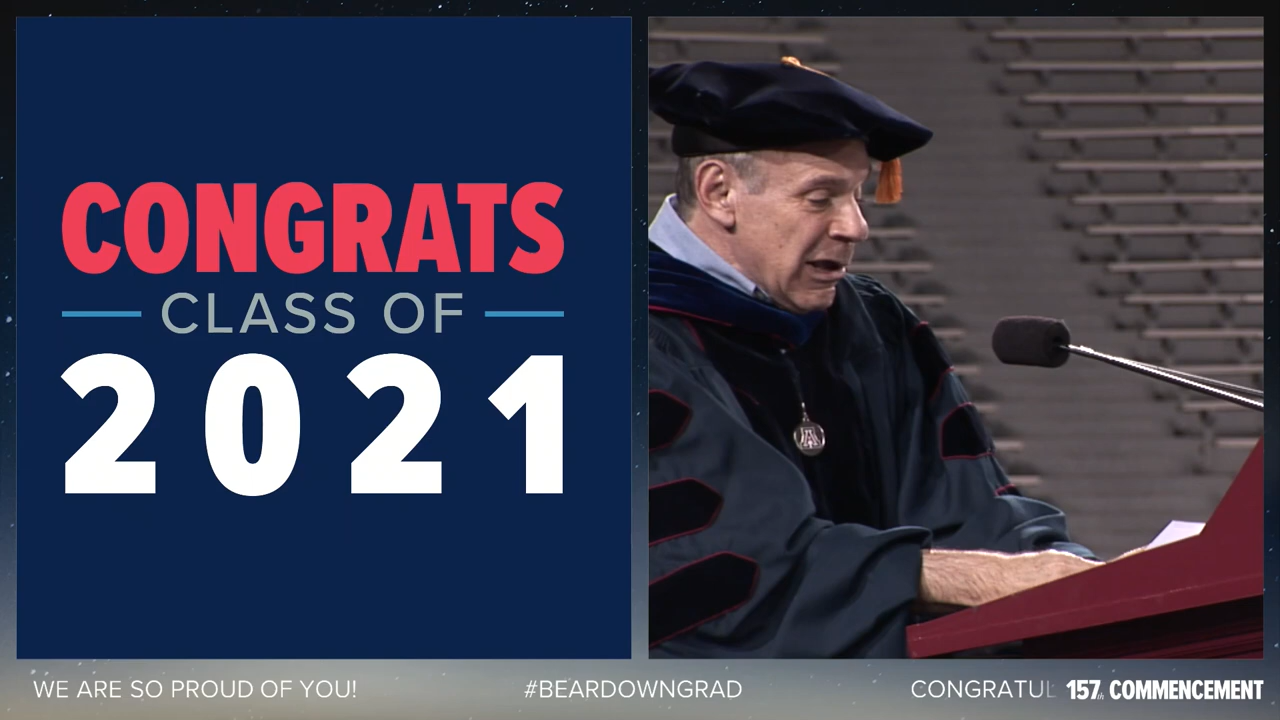 CONGRATS
CLASS OF
2021
WE ARE SO PROUD OF YOU!
#BEARDOWNGRAD
CONGRATUL
157th COMMENCEMENT
A